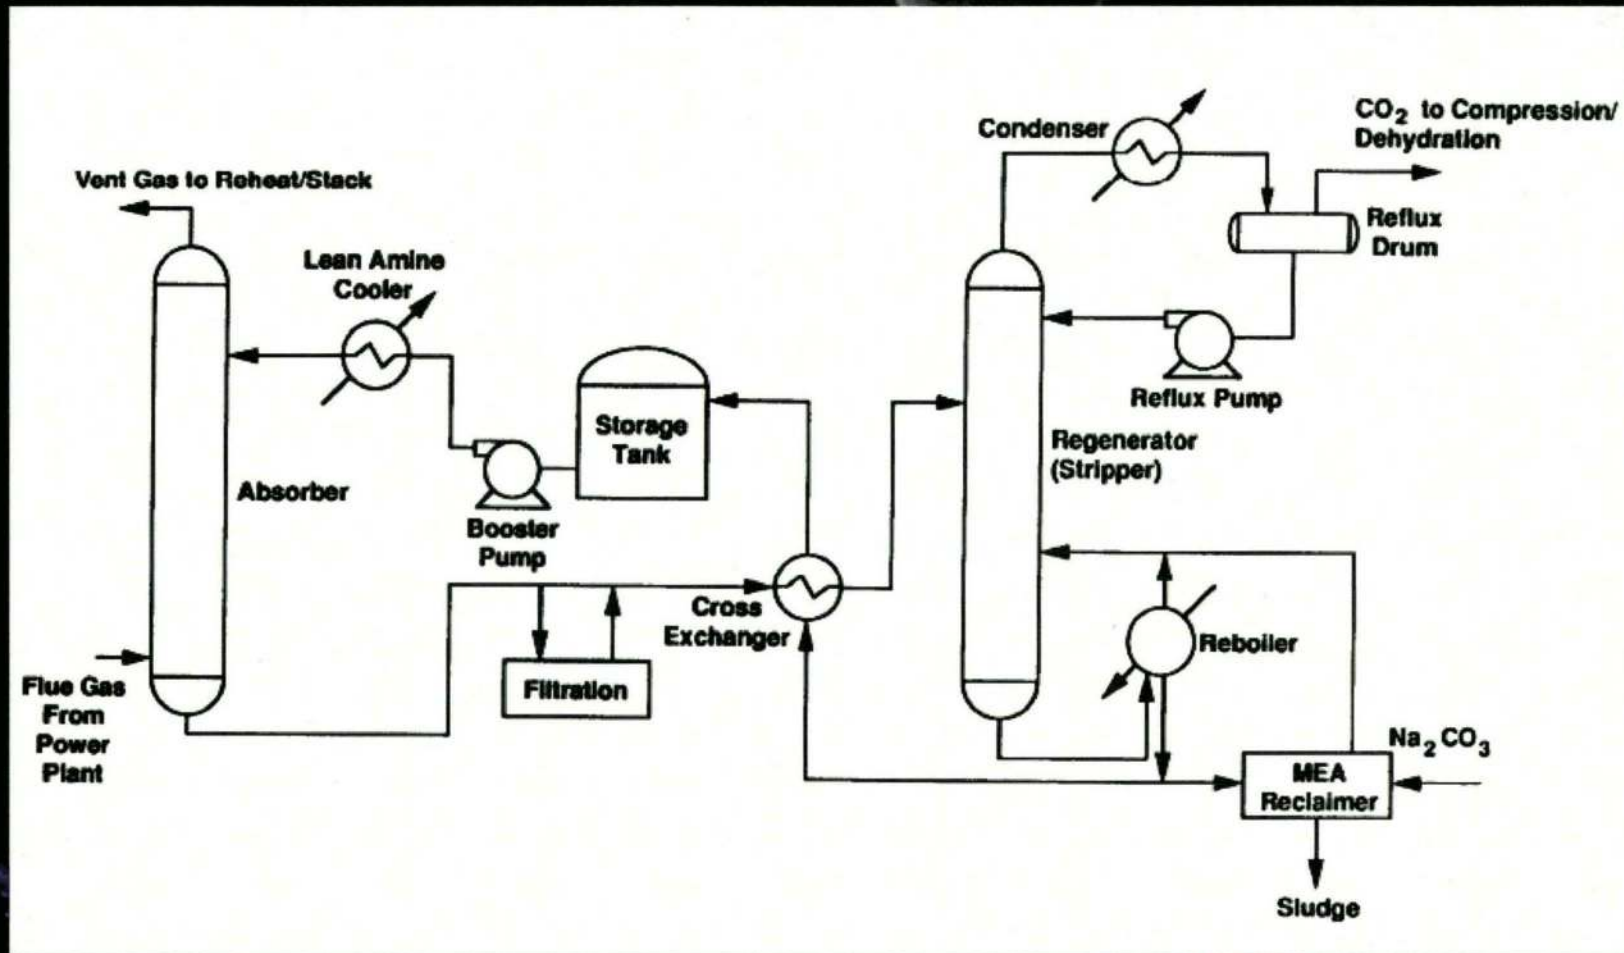 Condenser
CO2 to Compression/
Dehydration
Vent Gas to Reheat/Stack
Reflux
Drum
Lean Amine
Cooler
Reflux Pump
Storage
Tank
Regenerator
(Stripper)
Absorber
Booster
Pump
Cross
Exchanger
Reboiler
Filtration
Flue Gas
From
Power
Plant
Na2CO3
MEA
Reclaimer
Sludge